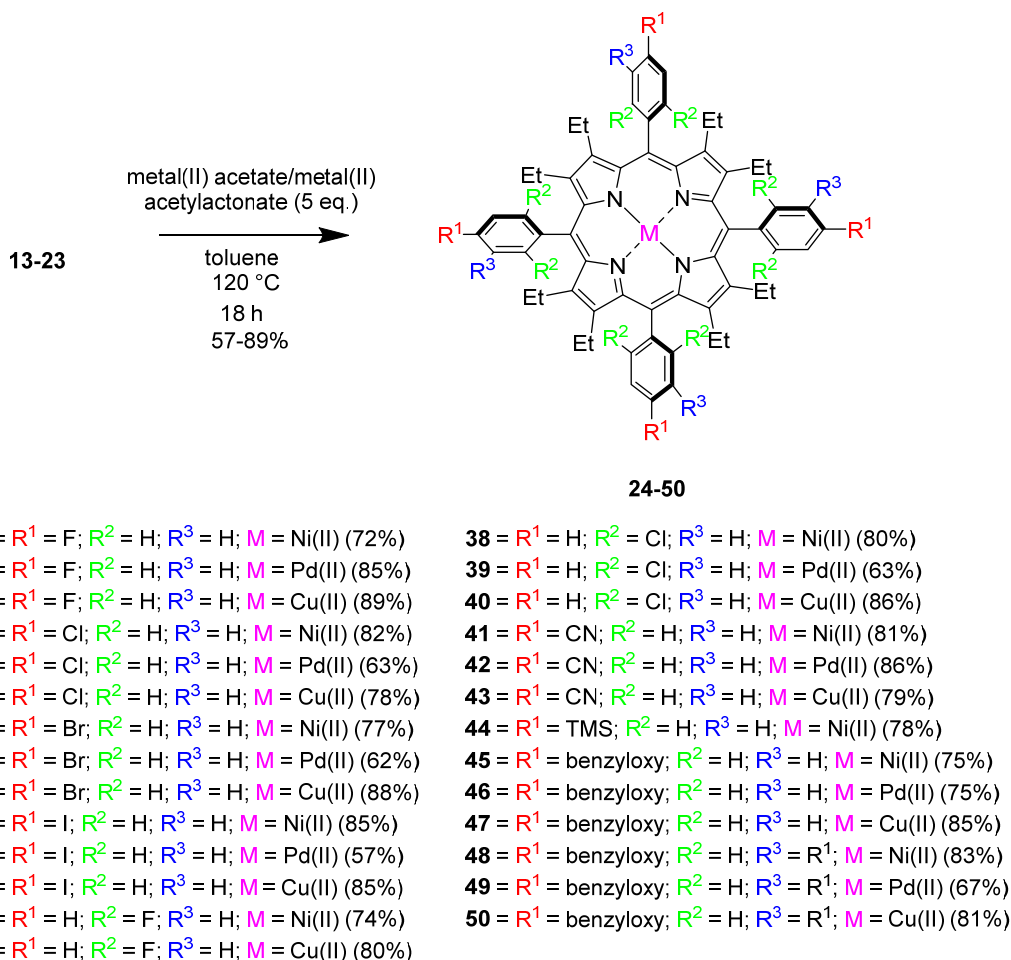 R¹
R³
R² R²
Et Et
Et Et
metal(II) acetate/metal(II)
acetylactonate (5 eq.)
R² R² R³
N N
R¹ M R¹
13-23
toluene
R³ R² N N R²
120 °C
Et Et
18 h
57-89%
R² R²
Et Et
R³
R¹
24-50
= R¹ = F; R² = H; R³ = H; M = Ni(II) (72%)
= R¹ = F; R² = H; R³ = H; M = Pd(II) (85%)
= R¹ = F; R² = H; R³ = H; M = Cu(II) (89%)
= R¹ = Cl; R² = H; R³ = H; M = Ni(II) (82%)
= R¹ = Cl; R² = H; R³ = H; M = Pd(II) (63%)
= R¹ = Cl; R² = H; R³ = H; M = Cu(II) (78%)
= R¹ = Br; R² = H; R³ = H; M = Ni(II) (77%)
= R¹ = Br; R² = H; R³ = H; M = Pd(II) (62%)
= R¹ = Br; R² = H; R³ = H; M = Cu(II) (88%)
= R¹ = I; R² = H; R³ = H; M = Ni(II) (85%)
= R¹ = I; R² = H; R³ = H; M = Pd(II) (57%)
= R¹ = I; R² = H; R³ = H; M = Cu(II) (85%)
= R¹ = H; R² = F; R³ = H; M = Ni(II) (74%)
= R¹ = H; R² = F; R³ = H; M = Cu(II) (80%)
38 = R¹ = H; R² = Cl; R³ = H; M = Ni(II) (80%)
39 = R¹ = H; R² = Cl; R³ = H; M = Pd(II) (63%)
40 = R¹ = H; R² = Cl; R³ = H; M = Cu(II) (86%)
41 = R¹ = CN; R² = H; R³ = H; M = Ni(II) (81%)
42 = R¹ = CN; R² = H; R³ = H; M = Pd(II) (86%)
43 = R¹ = CN; R² = H; R³ = H; M = Cu(II) (79%)
44 = R¹ = TMS; R² = H; R³ = H; M = Ni(II) (78%)
45 = R¹ = benzyloxy; R² = H; R³ = H; M = Ni(II) (75%)
46 = R¹ = benzyloxy; R² = H; R³ = H; M = Pd(II) (75%)
47 = R¹ = benzyloxy; R² = H; R³ = H; M = Cu(II) (85%)
48 = R¹ = benzyloxy; R² = H; R³ = R¹; M = Ni(II) (83%)
49 = R¹ = benzyloxy; R² = H; R³ = R¹; M = Pd(II) (67%)
50 = R¹ = benzyloxy; R² = H; R³ = R¹; M = Cu(II) (81%)